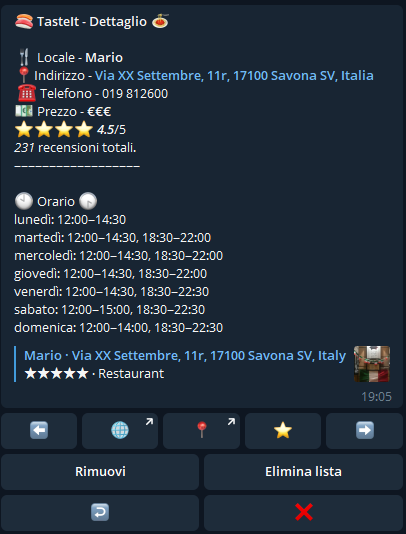 TasteIt - Dettaglio
Locale - Mario
Indirizzo - Via XX Settembre, 11r, 17100 Savona SV, Italia
Telefono - 019 812600
Prezzo - €€€
4.5/5
231 recensioni totali.
____________________
Orario
lunedì: 12:00–14:30
martedì: 12:00–14:30, 18:30–22:00
mercoledì: 12:00–14:30, 18:30–22:00
giovedì: 12:00–14:30, 18:30–22:00
venerdì: 12:00–14:30, 18:30–22:30
sabato: 12:00–15:00, 18:30–22:30
domenica: 12:00–14:00, 18:30–22:30
Mario · Via XX Settembre, 11r, 17100 Savona SV, Italy
★★★★★ · Restaurant
19:05
Rimuovi
Elimina lista